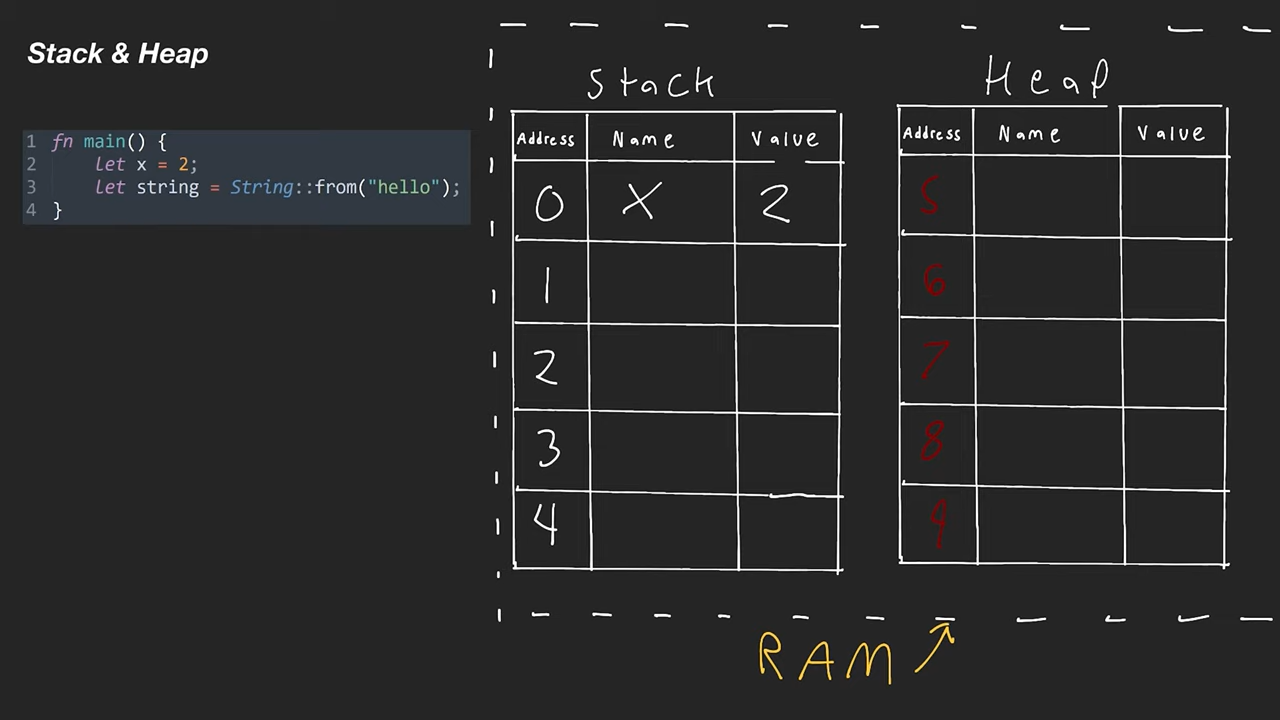 Stack & Heap
1 fn main() {
2 let x = 2;
3 let string = String::from("hello");
4 }
Stack
Address Name Value
0 X 2
1
2
3
4
Heap
Address Name Value
5
6
7
8
9
RAM